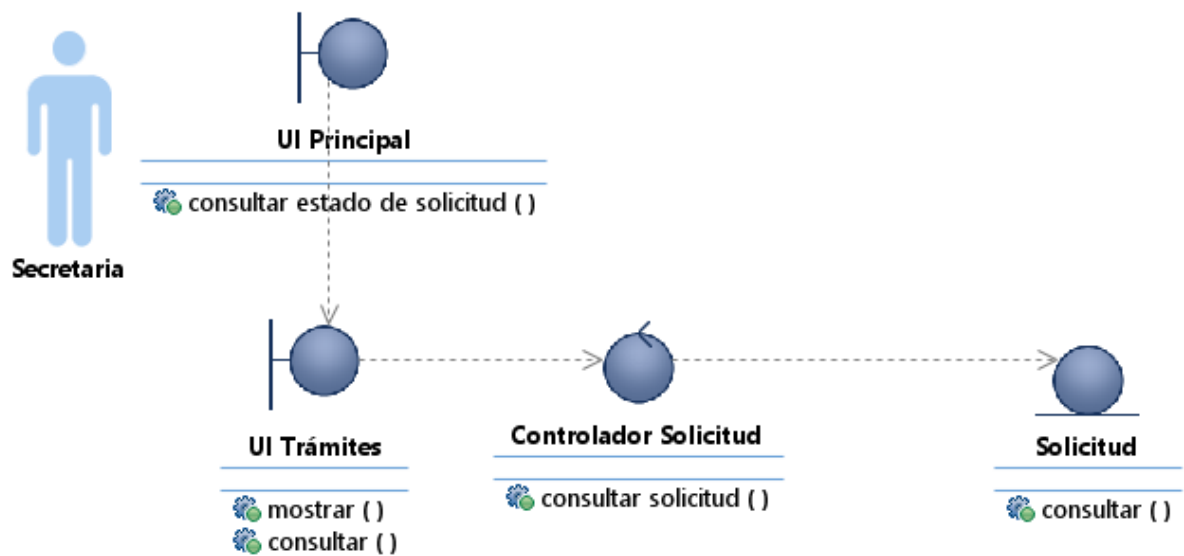 UI Principal
consultar estado de solicitud ( )
Secretaria
UI Trámites
mostrar ( )
consultar ( )
Controlador Solicitud
consultar solicitud ( )
Solicitud
consultar ( )